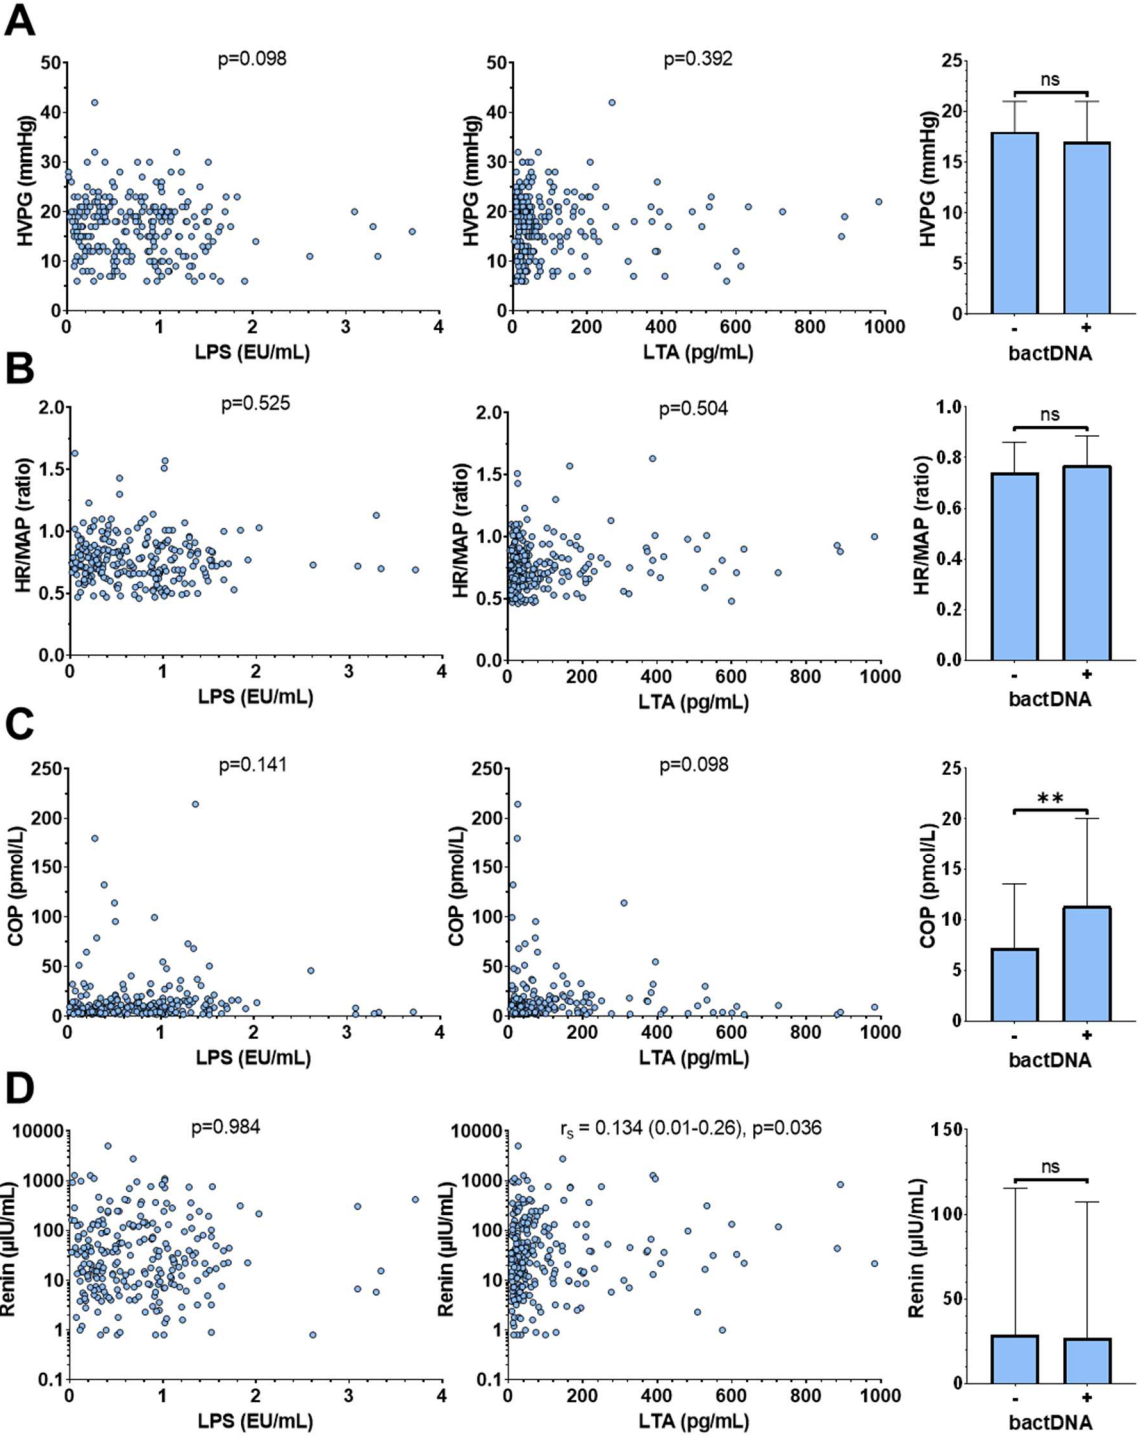 A
p=0.098
HVPG (mmHg)
50
40
30
20
10
0
0 1 2 3 4
LPS (EU/mL)
p=0.392
HVPG (mmHg)
50
40
30
20
10
0
0 200 400 600 800 1000
LTA (pg/mL)
ns
HVPG (mmHg)
25
20
15
10
5
0
- +
bactDNA
B
p=0.525
HR/MAP (ratio)
2.0
1.5
1.0
0.5
0.0
0 1 2 3 4
LPS (EU/mL)
p=0.504
HR/MAP (ratio)
2.0
1.5
1.0
0.5
0.0
0 200 400 600 800 1000
LTA (pg/mL)
ns
HR/MAP (ratio)
1.0
0.8
0.6
0.4
0.2
0.0
- +
bactDNA
C
p=0.141
COP (pmol/L)
250
200
150
100
50
0
0 1 2 3 4
LPS (EU/mL)
p=0.098
COP (pmol/L)
250
200
150
100
50
0
0 200 400 600 800 1000
LTA (pg/mL)
**
COP (pmol/L)
25
20
15
10
5
0
- +
bactDNA
D
p=0.984
Renin (µIU/mL)
10000
1000
100
10
1
0.1
0 1 2 3 4
LPS (EU/mL)
rS = 0.134 (0.01-0.26), p=0.036
Renin (µIU/mL)
10000
1000
100
10
1
0.1
0 200 400 600 800 1000
LTA (pg/mL)
ns
Renin (µIU/mL)
150
100
50
0
- +
bactDNA